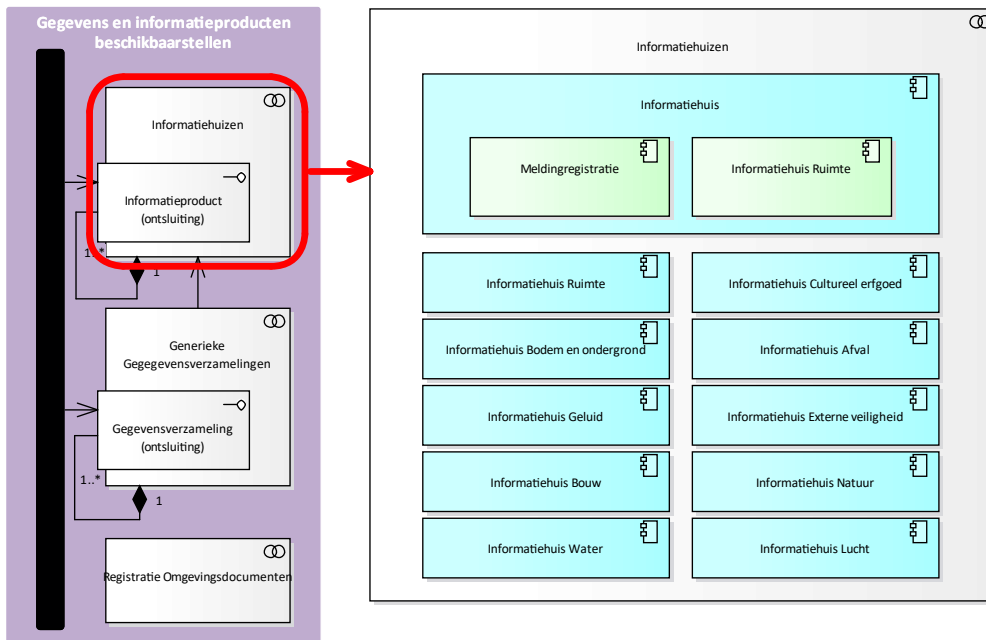 Gegevens en informatieproducten
beschikbaarstellen
Informatiehuizen
Informatieproduct
(ontsluiting)
1..*
1
Generieke
Gegegevensverzamelingen
Gegevensverzameling
(ontsluiting)
1..*
1
Registratie Omgevingsdocumenten
Informatiehuizen
Informatiehuis
Meldingregistratie
Informatiehuis Ruimte
Informatiehuis Ruimte
Informatiehuis Cultureel erfgoed
Informatiehuis Bodem en ondergrond
Informatiehuis Afval
Informatiehuis Geluid
Informatiehuis Externe veiligheid
Informatiehuis Bouw
Informatiehuis Natuur
Informatiehuis Water
Informatiehuis Lucht